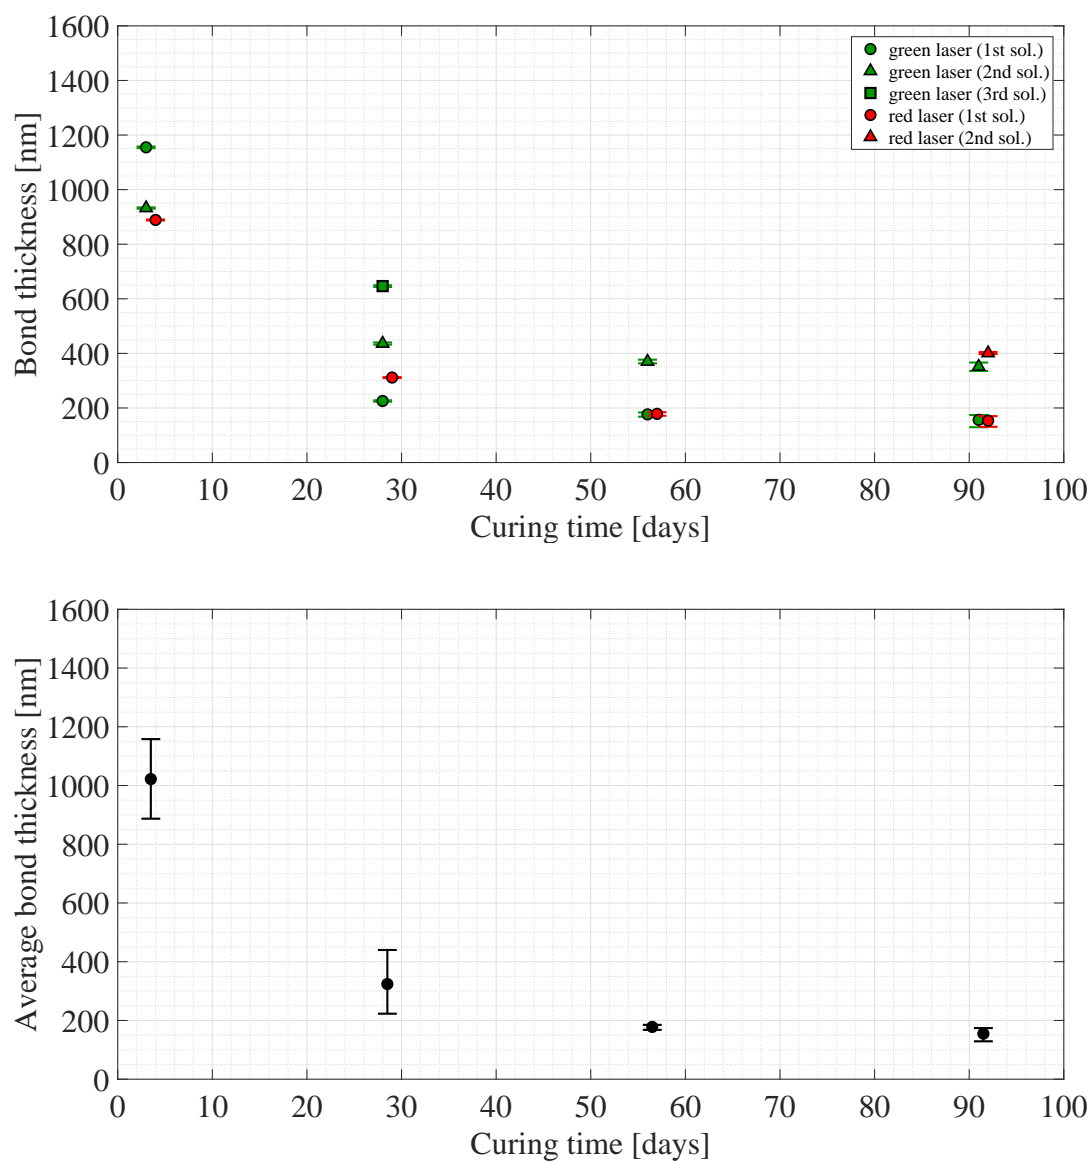 1600
1400
1200
1000
800
600
400
200
0
Bond thickness [nm]
green laser (1st sol.)
green laser (2nd sol.)
green laser (3rd sol.)
red laser (1st sol.)
red laser (2nd sol.)
0 10 20 30 40 50 60 70 80 90 100
Curing time [days]
1600
1400
1200
1000
800
600
400
200
0
Average bond thickness [nm]
0 10 20 30 40 50 60 70 80 90 100
Curing time [days]